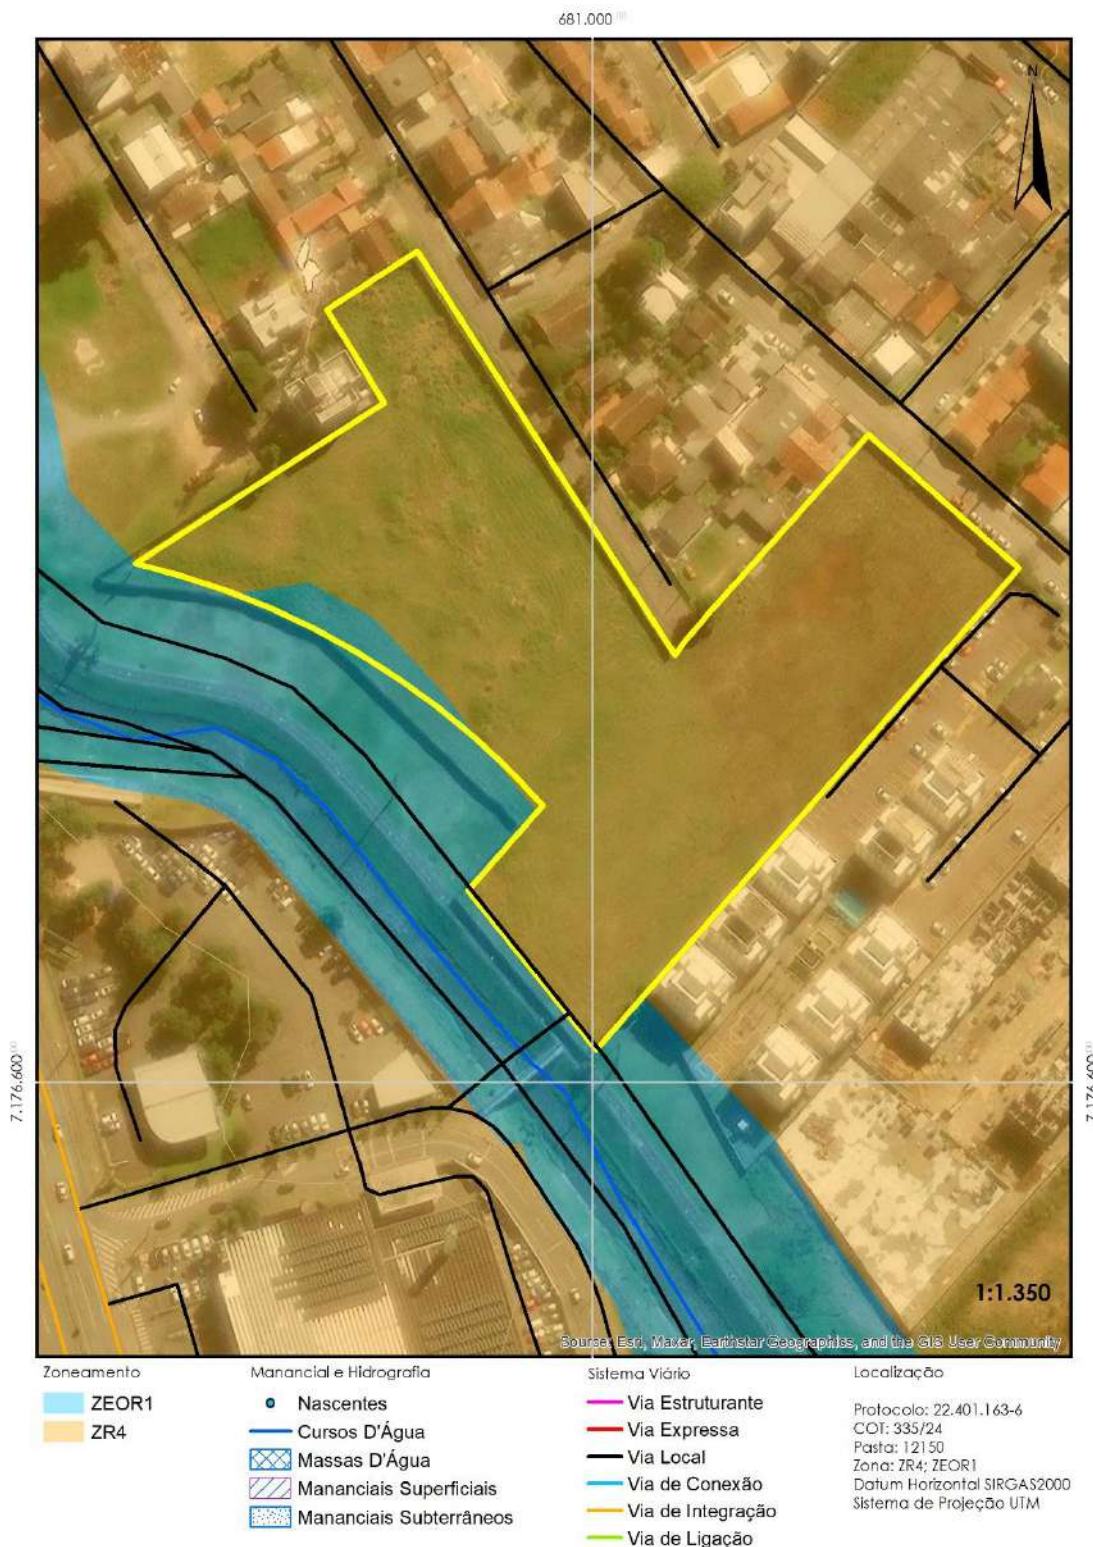 681.000
N
7.176.600
7.176.600
1:1.350
Source: Esri, Maxar, Earthstar Geographics, and the GIS User Community
Zoneamento
ZEOR1
ZR4
Manancial e Hidrografia
Nascentes
Cursos D'Água
Massas D'Água
Mananciais Superficiais
Mananciais Subterrâneos
Sistema Viário
Via Estruturante
Via Expressa
Via Local
Via de Conexão
Via de Integração
Via de Ligação
Localização
Protocolo: 22.401.163-6
COT: 335/24
Pasta: 12150
Zona: ZR4; ZEOR1
Datum Horizontal SIRGAS2000
Sistema de Projeção UTM